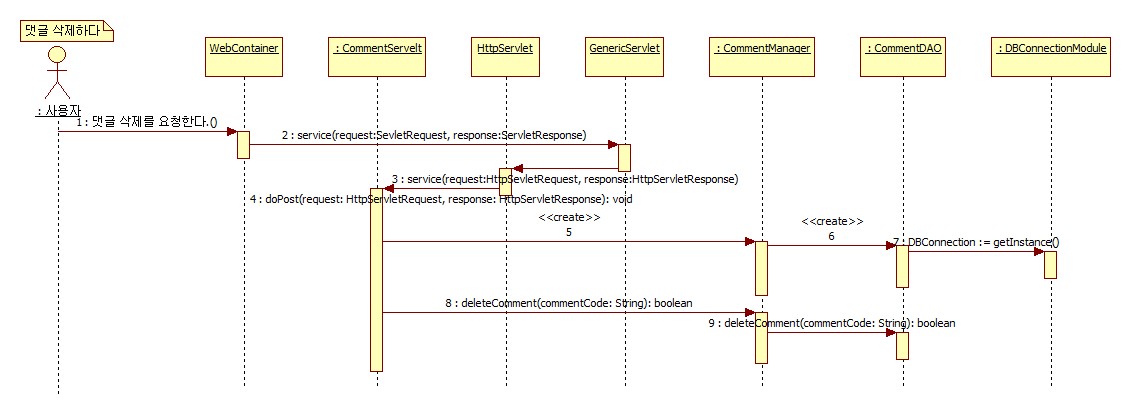 댓글 삭제하다
WebContainer
: CommentServelt
HttpServlet
GenericServlet
: CommentManager
: CommentDAO
: DBConnectionModule
: 사용자
1 : 댓글 삭제를 요청한다.()
2 : service(request:SevletRequest, response:ServletResponse)
3 : service(request:HttpSevletRequest, response:HttpServletResponse)
4 : doPost(request: HttpServletRequest, response: HttpServletResponse): void
<<create>>
5
<<create>>
6
7 : DBConnection := getInstance()
8 : deleteComment(commentCode: String): boolean
9 : deleteComment(commentCode: String): boolean